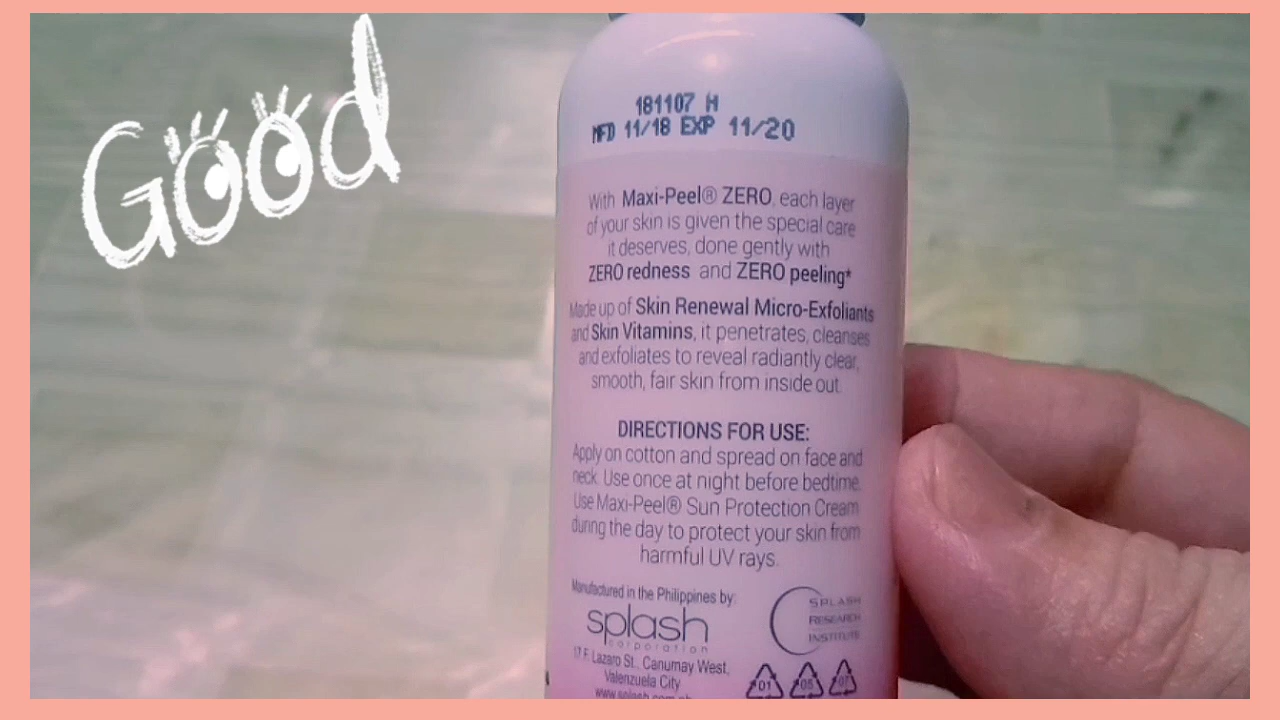 Good
181107 H
MFD 11/18 EXP 11/20
With Maxi-Peel® ZERO, each layer
of your skin is given the special care
it deserves, done gently with
ZERO redness and ZERO peeling*
Made up of Skin Renewal Micro-Exfoliants
and Skin Vitamins, it penetrates, cleanses
and exfoliates to reveal radiantly clear,
smooth, fair skin from inside out.
DIRECTIONS FOR USE:
Apply on cotton and spread on face and
neck. Use once at night before bedtime.
Use Maxi-Peel® Sun Protection Cream
during the day to protect your skin from
harmful UV rays.
Manufactured in the Philippines by:
splash
corporation
SPLASH
RESEARCH
INSTITUTE
17 F. Lazaro St., Canumay West,
Valenzuela City
www.splash.com.ph
01 05 07